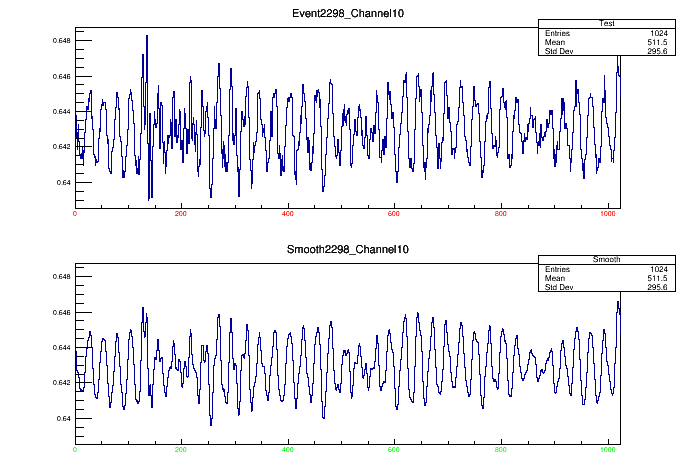 Event2298_Channel10
Test
Entries 1024
Mean 511.5
Std Dev 295.6
0.648
0.646
0.644
0.642
0.64
0 200 400 600 800 1000
Smooth2298_Channel10
Smooth
Entries 1024
Mean 511.5
Std Dev 295.6
0.648
0.646
0.644
0.642
0.64
0 200 400 600 800 1000